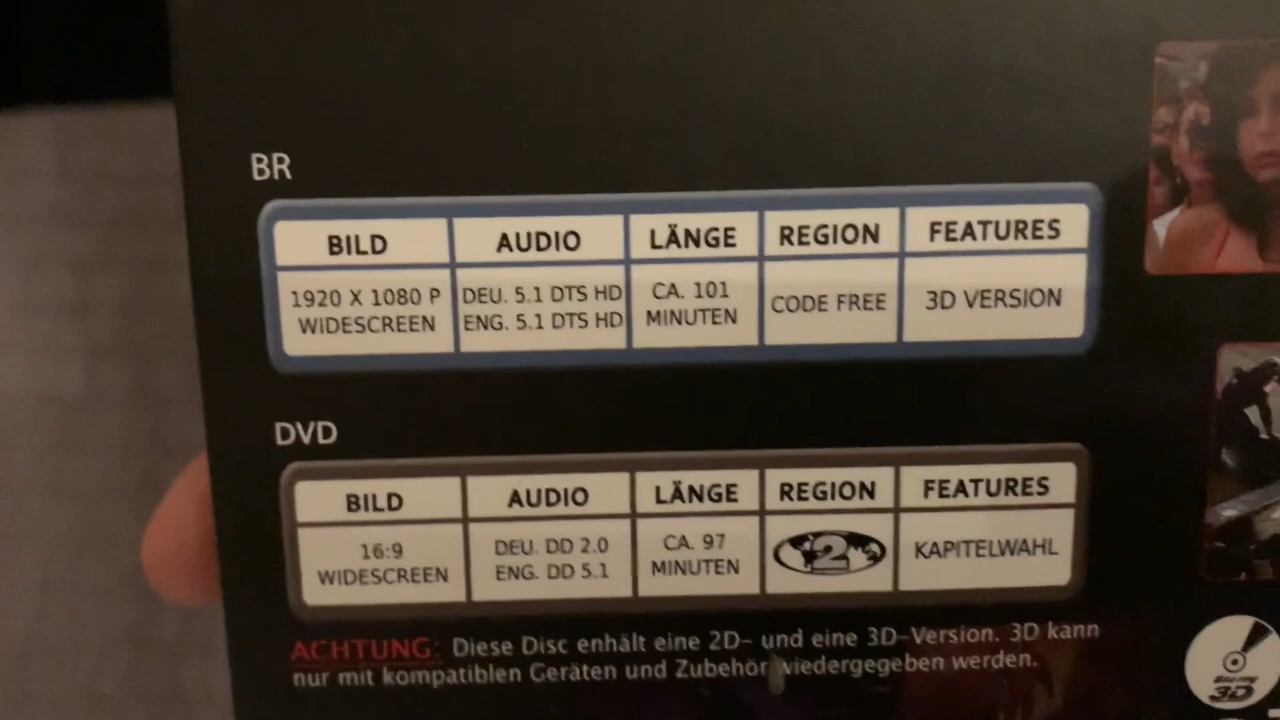 BR
BILD AUDIO LÄNGE REGION FEATURES
1920 X 1080 P DEU. 5.1 DTS HD CA. 101 CODE FREE 3D VERSION
WIDESCREEN ENG. 5.1 DTS HD MINUTEN
DVD
BILD AUDIO LÄNGE REGION FEATURES
16:9 DEU. DD 2.0 CA. 97 2 KAPITELWAHL
WIDESCREEN ENG. DD 5.1 MINUTEN
ACHTUNG: Diese Disc enhält eine 2D- und eine 3D-Version. 3D kann
nur mit kompatiblen Geräten und Zubehör wiedergegeben werden.
Blu-ray
3D